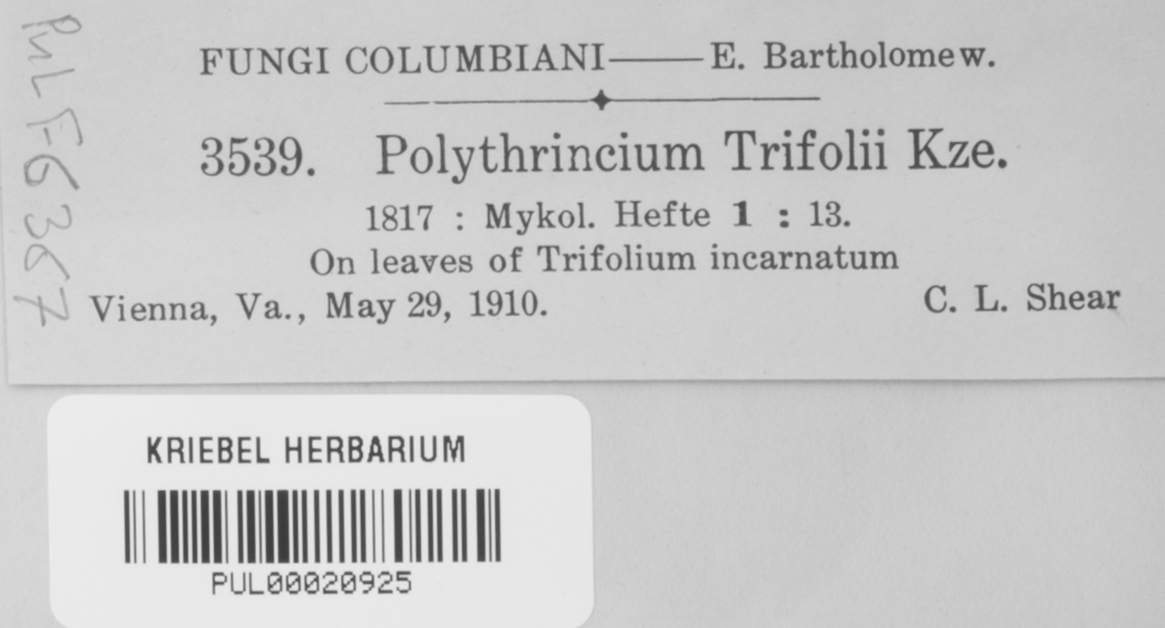 PUL F6367
FUNGI COLUMBIANI——E. Bartholomew.
3539. Polythrincium Trifolii Kze.
1817 : Mykol. Hefte 1 : 13.
On leaves of Trifolium incarnatum
Vienna, Va., May 29, 1910. C. L. Shear
KRIEBEL HERBARIUM
PUL00020925